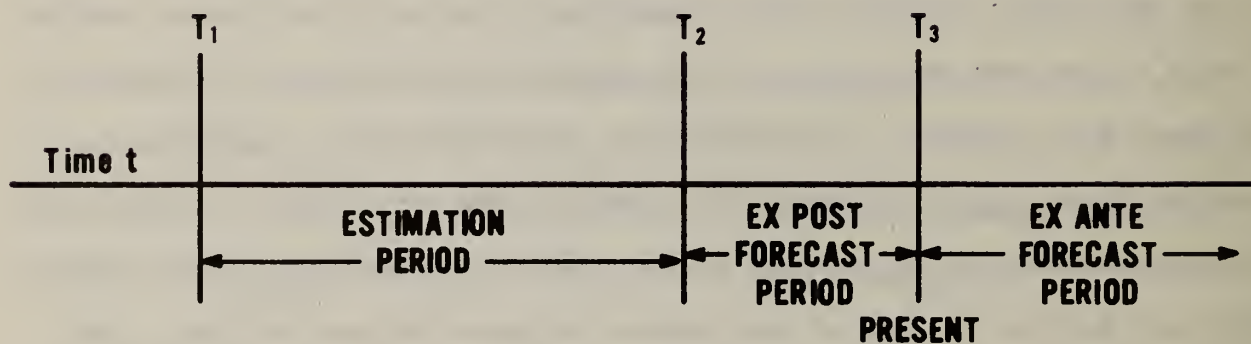 T₁
T₂
T₃
Time t
ESTIMATION
PERIOD
EX POST
FORECAST
PERIOD
EX ANTE
FORECAST
PERIOD
PRESENT